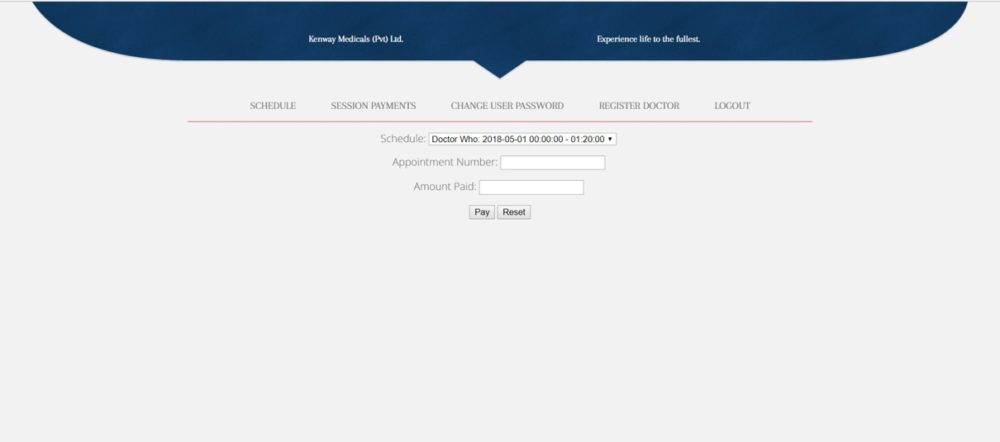 Kenway Medicals (Pvt) Ltd. Experience life to the fullest.
SCHEDULE SESSION PAYMENTS CHANGE USER PASSWORD REGISTER DOCTOR LOGOUT
Schedule: Doctor Who: 2018-05-01 00:00:00 - 01:20:00
Appointment Number:
Amount Paid:
Pay Reset